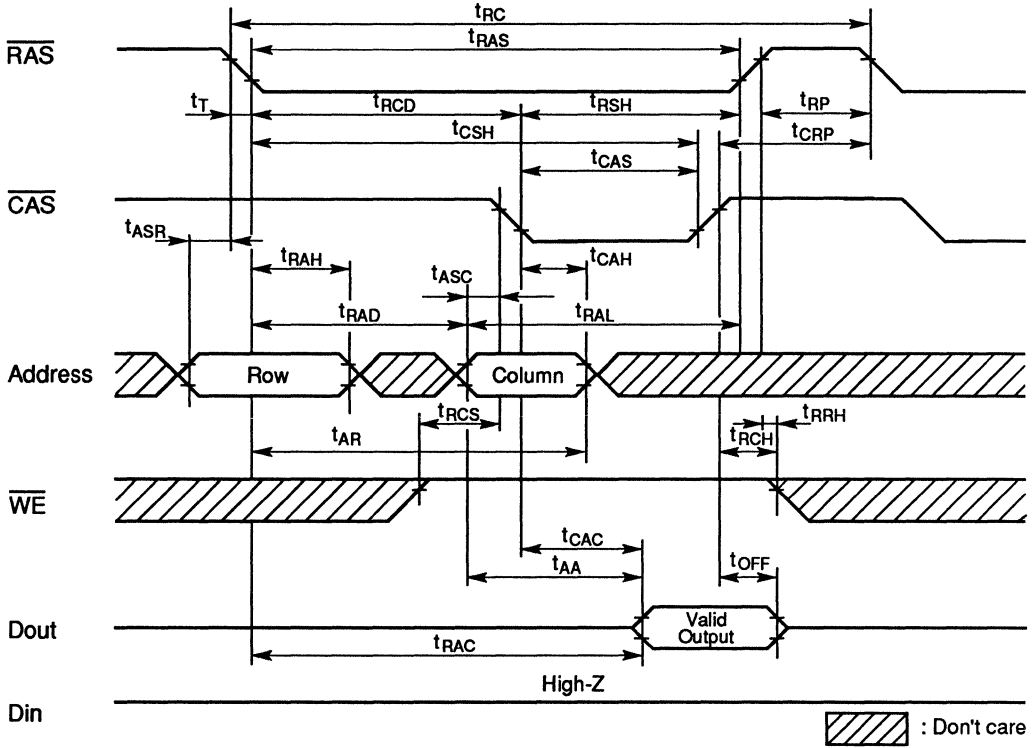 tRC
RAS
tRAS
tT
tRCD
tRSH
tRP
tCSH
tCRP
tCAS
CAS
tASR
tRAH
tASC
tCAH
tRAD
tRAL
Address
Row
Column
tRCS
tRRH
tAR
tRCH
WE
tCAC
tAA
tOFF
Dout
Valid
Output
tRAC
High-Z
Din
: Don't care